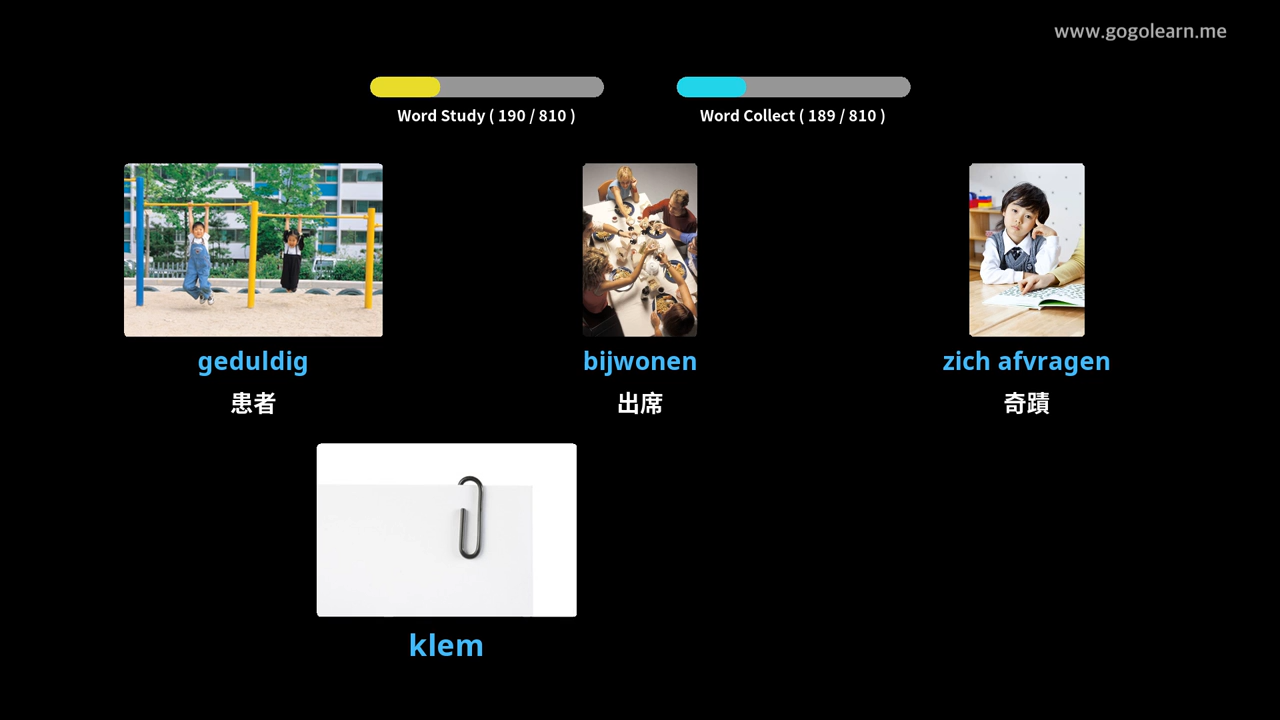 www.gogolearn.me
Word Study ( 190 / 810 )
Word Collect ( 189 / 810 )
geduldig
bijwonen
zich afvragen
患者
出席
奇蹟
klem